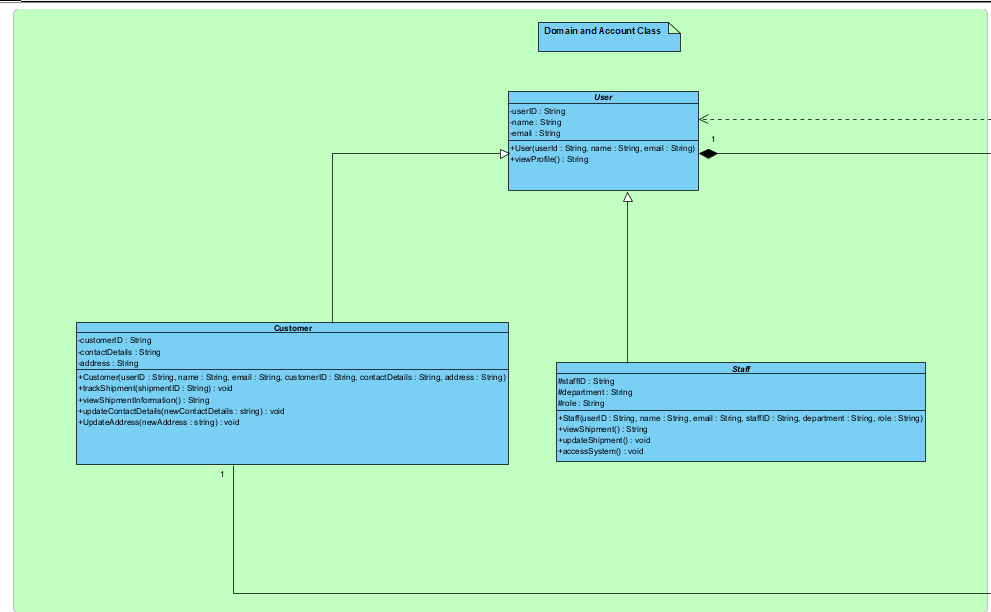 Domain and Account Class
User
-userID : String
-name : String
-email : String
+User(userId : String, name : String, email : String)
+viewProfile() : String
1
Customer
-customerID : String
-contactDetails : String
-address : String
+Customer(userID : String, name : String, email : String, customerID : String, contactDetails : String, address : String)
+trackShipment(shipmentID : String) : void
+viewShipmentInformation() : String
+updateContactDetails(newContactDetails : string) : void
+UpdateAddress(newAddress : string) : void
1
Staff
#staffID : String
#department : String
#role : String
+Staff(userID : String, name : String, email : String, staffID : String, department : String, role : String)
+viewShipment() : String
+updateShipment() : void
+accessSystem() : void